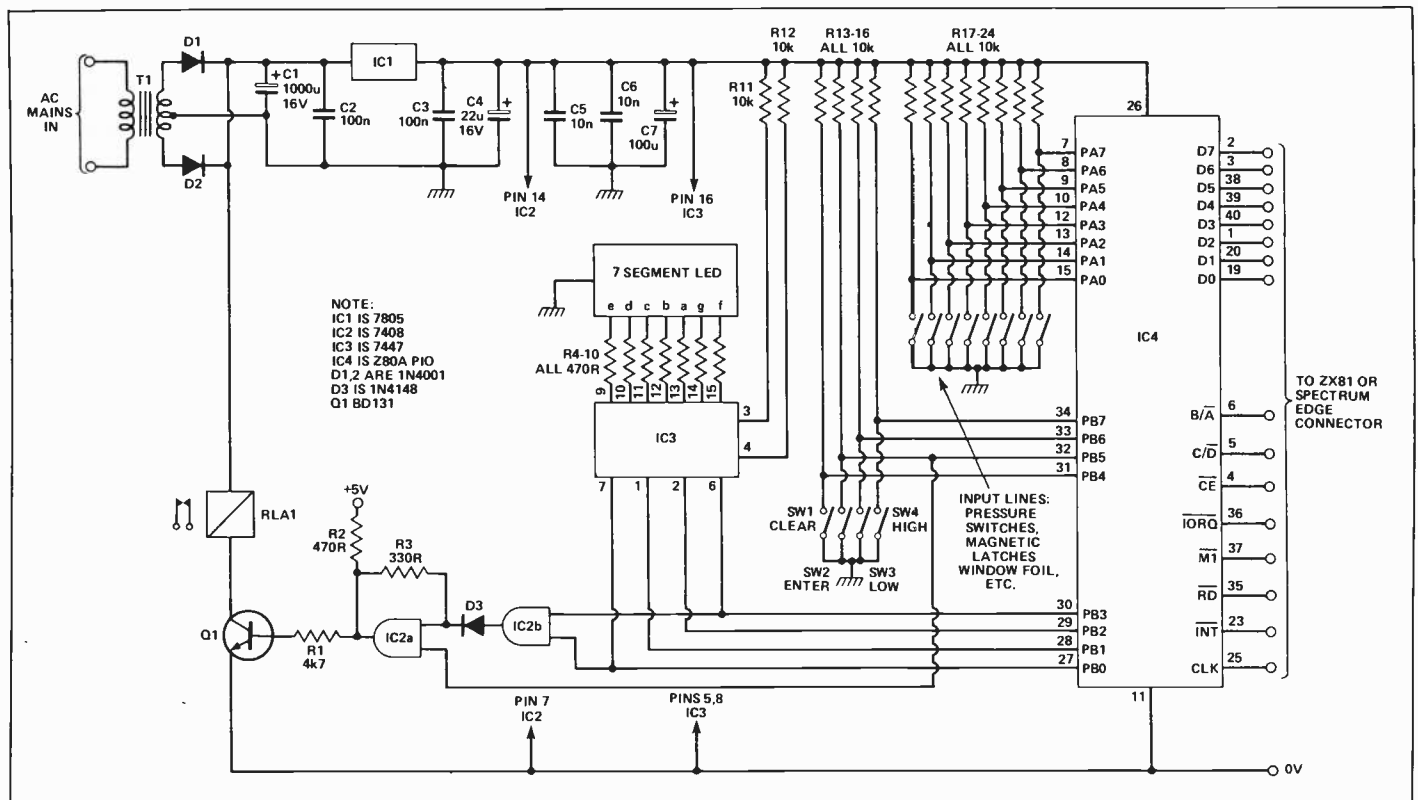 AC
MAINS
IN
T1
D1
D2
+ C1
1000u
16V
C2
100n
IC1
C3
100n
C4
22u
16V
+
PIN 14
IC2
C5
10n
C6
10n
C7
100u
+
PIN 16
IC3
R11
10k
R12
10k
R13-16
ALL 10k
R17-24
ALL 10k
26
7 PA7
8 PA6
9 PA5
10 PA4
12 PA3
13 PA2
14 PA1
15 PA0
IC4
D7 2
D6 3
D5 38
D4 39
D3 40
D2 1
D1 20
D0 19
B/A 6
C/D 5
CE 4
IORQ 36
M1 37
RD 35
INT 23
CLK 25
TO ZX81 OR
SPECTRUM
EDGE
CONNECTOR
34 PB7
33 PB6
32 PB5
31 PB4
30 PB3
29 PB2
28 PB1
27 PB0
11
INPUT LINES:
PRESSURE
SWITCHES,
MAGNETIC
LATCHES
WINDOW FOIL,
ETC.
SW1
CLEAR
SW4
HIGH
SW2
ENTER
SW3
LOW
7 SEGMENT LED
e d c b a g f
R4-10
ALL 470R
9 10 11 12 13 14 15
IC3
3
4
7 1 2 6
NOTE:
IC1 IS 7805
IC2 IS 7408
IC3 IS 7447
IC4 IS Z80A PIO
D1,2 ARE 1N4001
D3 IS 1N4148
Q1 BD131
RLA1
+5V
R2
470R
R3
330R
D3
IC2a
IC2b
Q1
R1
4k7
PIN 7
IC2
PINS 5,8
IC3
0V